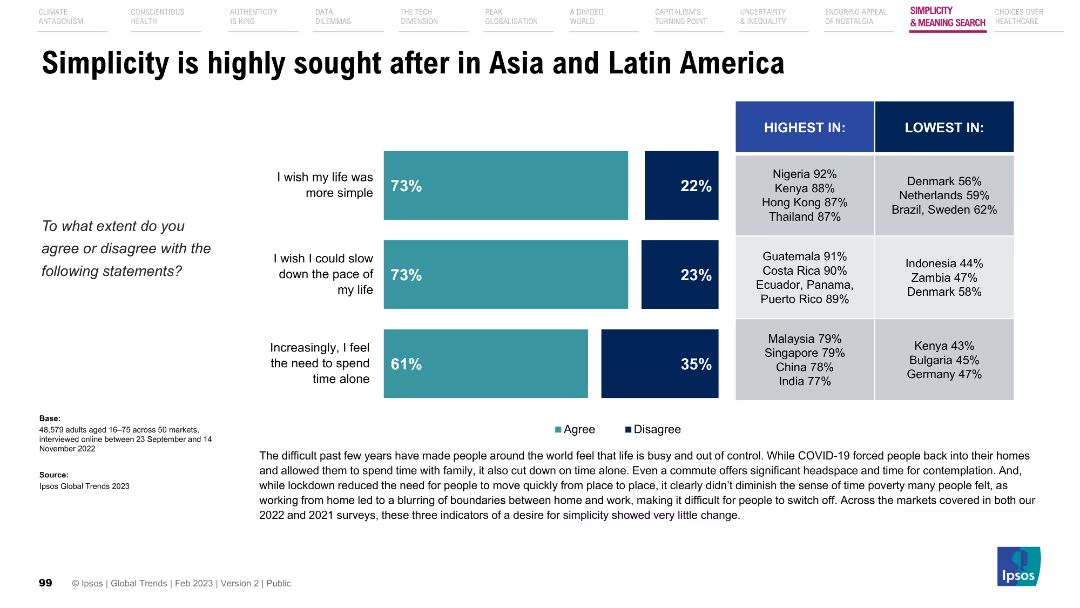 CLIMATE
ANTAGONISM
CONSCIENTIOUS
HEALTH
AUTHENTICITY
IS KING
DATA
DILEMMAS
THE TECH
DIMENSION
PEAK
GLOBALISATION
A DIVIDED
WORLD
CAPITALISM'S
TURNING POINT
UNCERTAINTY
& INEQUALITY
ENDURING APPEAL
OF NOSTALGIA
SIMPLICITY
& MEANING SEARCH
CHOICES OVER
HEALTHCARE
Simplicity is highly sought after in Asia and Latin America
To what extent do you
agree or disagree with the
following statements?
HIGHEST IN:
LOWEST IN:
I wish my life was
more simple
73%
22%
Nigeria 92%
Kenya 88%
Hong Kong 87%
Thailand 87%
Denmark 56%
Netherlands 59%
Brazil, Sweden 62%
I wish I could slow
down the pace of
my life
73%
23%
Guatemala 91%
Costa Rica 90%
Ecuador, Panama,
Puerto Rico 89%
Indonesia 44%
Zambia 47%
Denmark 58%
Increasingly, I feel
the need to spend
time alone
61%
35%
Malaysia 79%
Singapore 79%
China 78%
India 77%
Kenya 43%
Bulgaria 45%
Germany 47%
Agree
Disagree
Base:
48,579 adults aged 16–75 across 50 markets,
interviewed online between 23 September and 14
November 2022
Source:
Ipsos Global Trends 2023
The difficult past few years have made people around the world feel that life is busy and out of control. While COVID-19 forced people back into their homes
and allowed them to spend time with family, it also cut down on time alone. Even a commute offers significant headspace and time for contemplation. And,
while lockdown reduced the need for people to move quickly from place to place, it clearly didn't diminish the sense of time poverty many people felt, as
working from home led to a blurring of boundaries between home and work, making it difficult for people to switch off. Across the markets covered in both our
2022 and 2021 surveys, these three indicators of a desire for simplicity showed very little change.
99
© Ipsos | Global Trends | Feb 2023 | Version 2 | Public
Ipsos